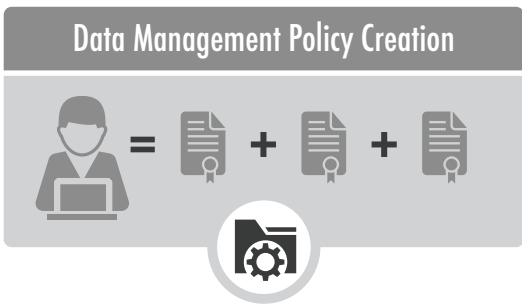 Data Management Policy Creation
= + +